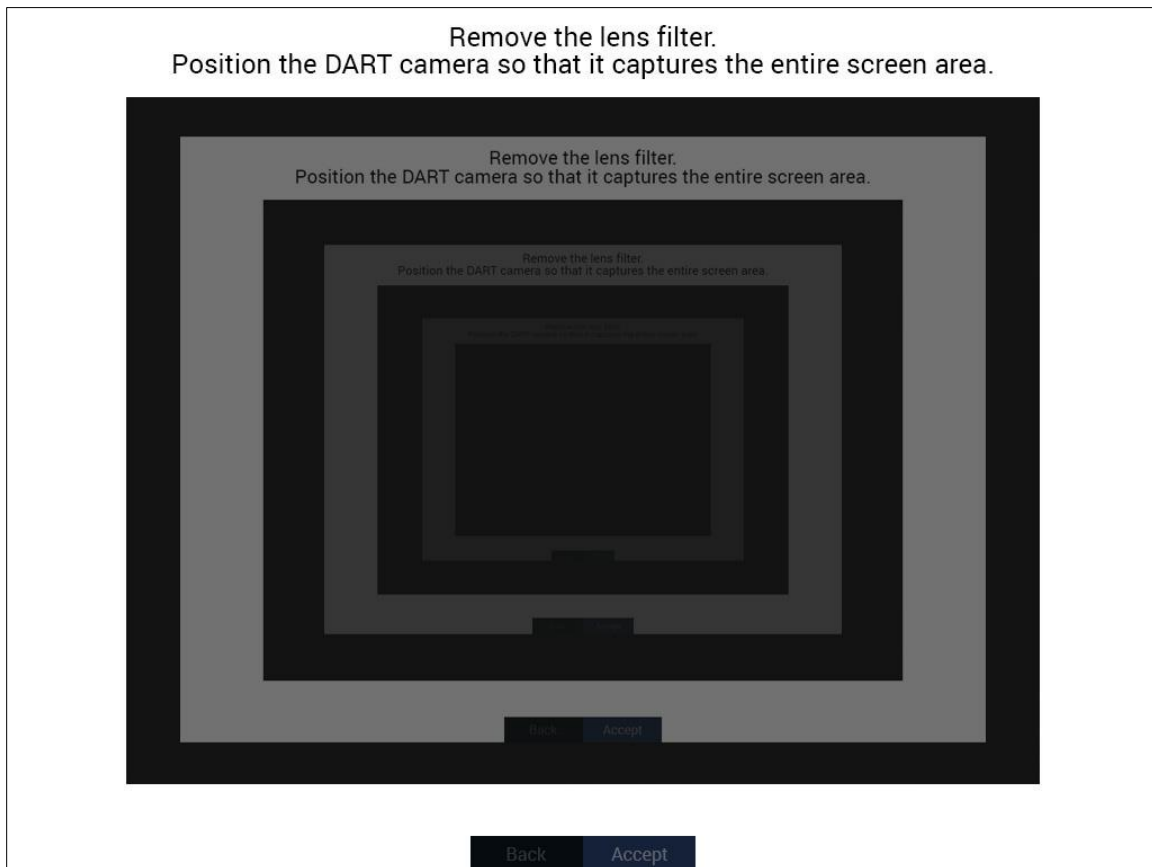 Remove the lens filter.
Position the DART camera so that it captures the entire screen area.
Remove the lens filter.
Position the DART camera so that it captures the entire screen area.
Remove the lens filter.
Position the DART camera so that it captures the entire screen area.
Back Accept
Back Accept